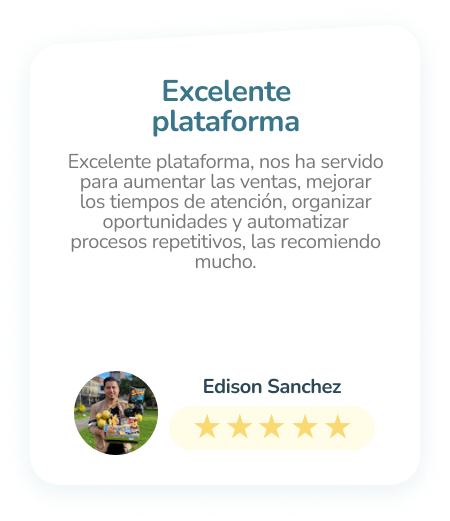 Excelente
plataforma
Excelente plataforma, nos ha servido
para aumentar las ventas, mejorar
los tiempos de atención, organizar
oportunidades y automatizar
procesos repetitivos, las recomiendo
mucho.
Edison Sanchez